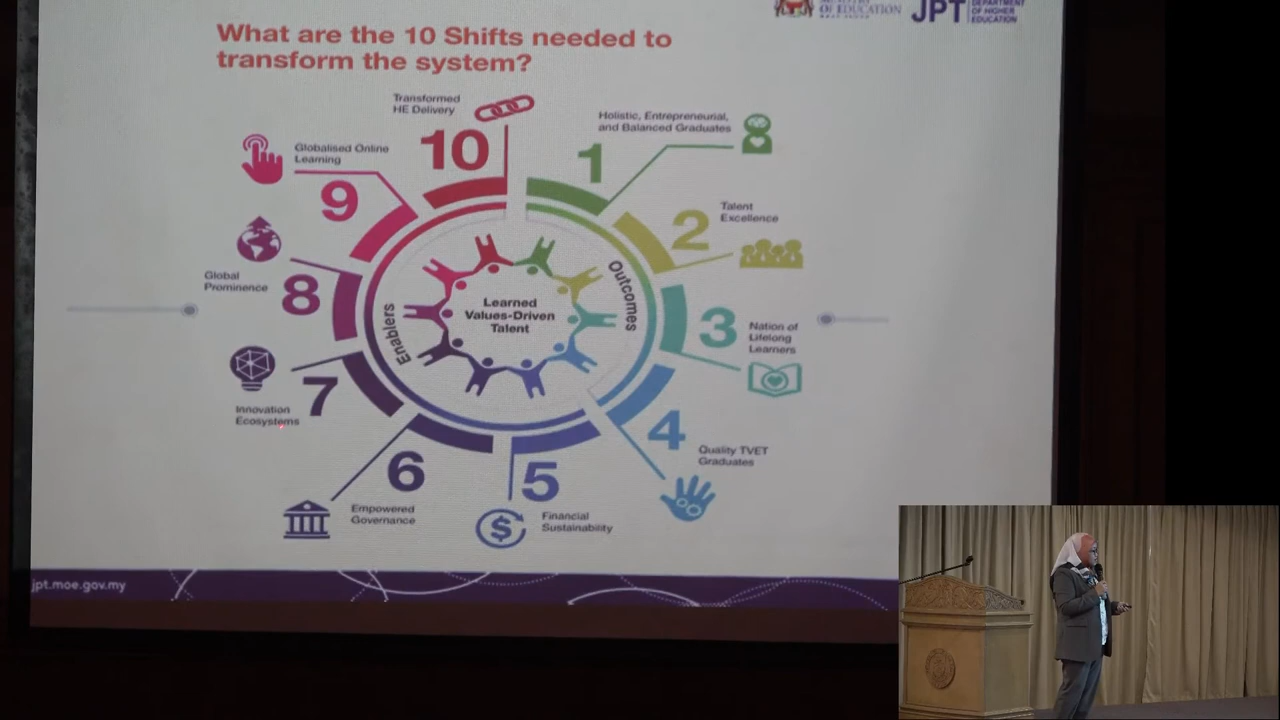 What are the 10 Shifts needed to
transform the system?
OF EDUCATION
JPT
DEPARTMENT
OF HIGHER
EDUCATION
Transformed
HE Delivery
10
Holistic, Entrepreneurial,
and Balanced Graduates
1
Talent
Excellence
2
Nation of
Lifelong
Learners
3
Quality TVET
Graduates
4
Financial
Sustainability
5
Empowered
Governance
6
Innovation
Ecosystems
7
Global
Prominence
8
Globalised Online
Learning
9
Enablers
Outcomes
Learned
Values-Driven
Talent
jpt.moe.gov.my